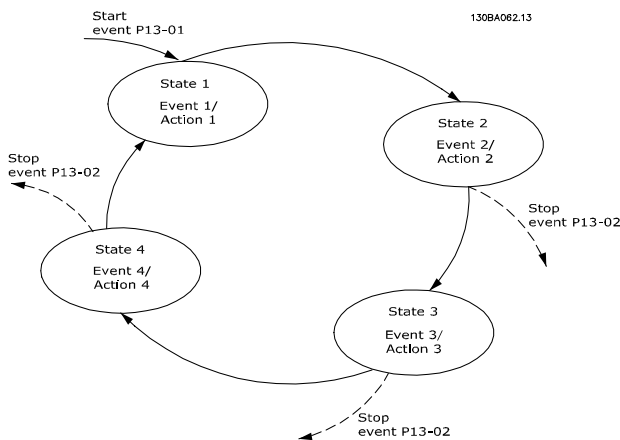 Start
event P13-01
130BA062.13
State 1
Event 1/
Action 1
State 2
Event 2/
Action 2
Stop
event P13-02
Stop
event P13-02
State 4
Event 4/
Action 4
State 3
Event 3/
Action 3
Stop
event P13-02